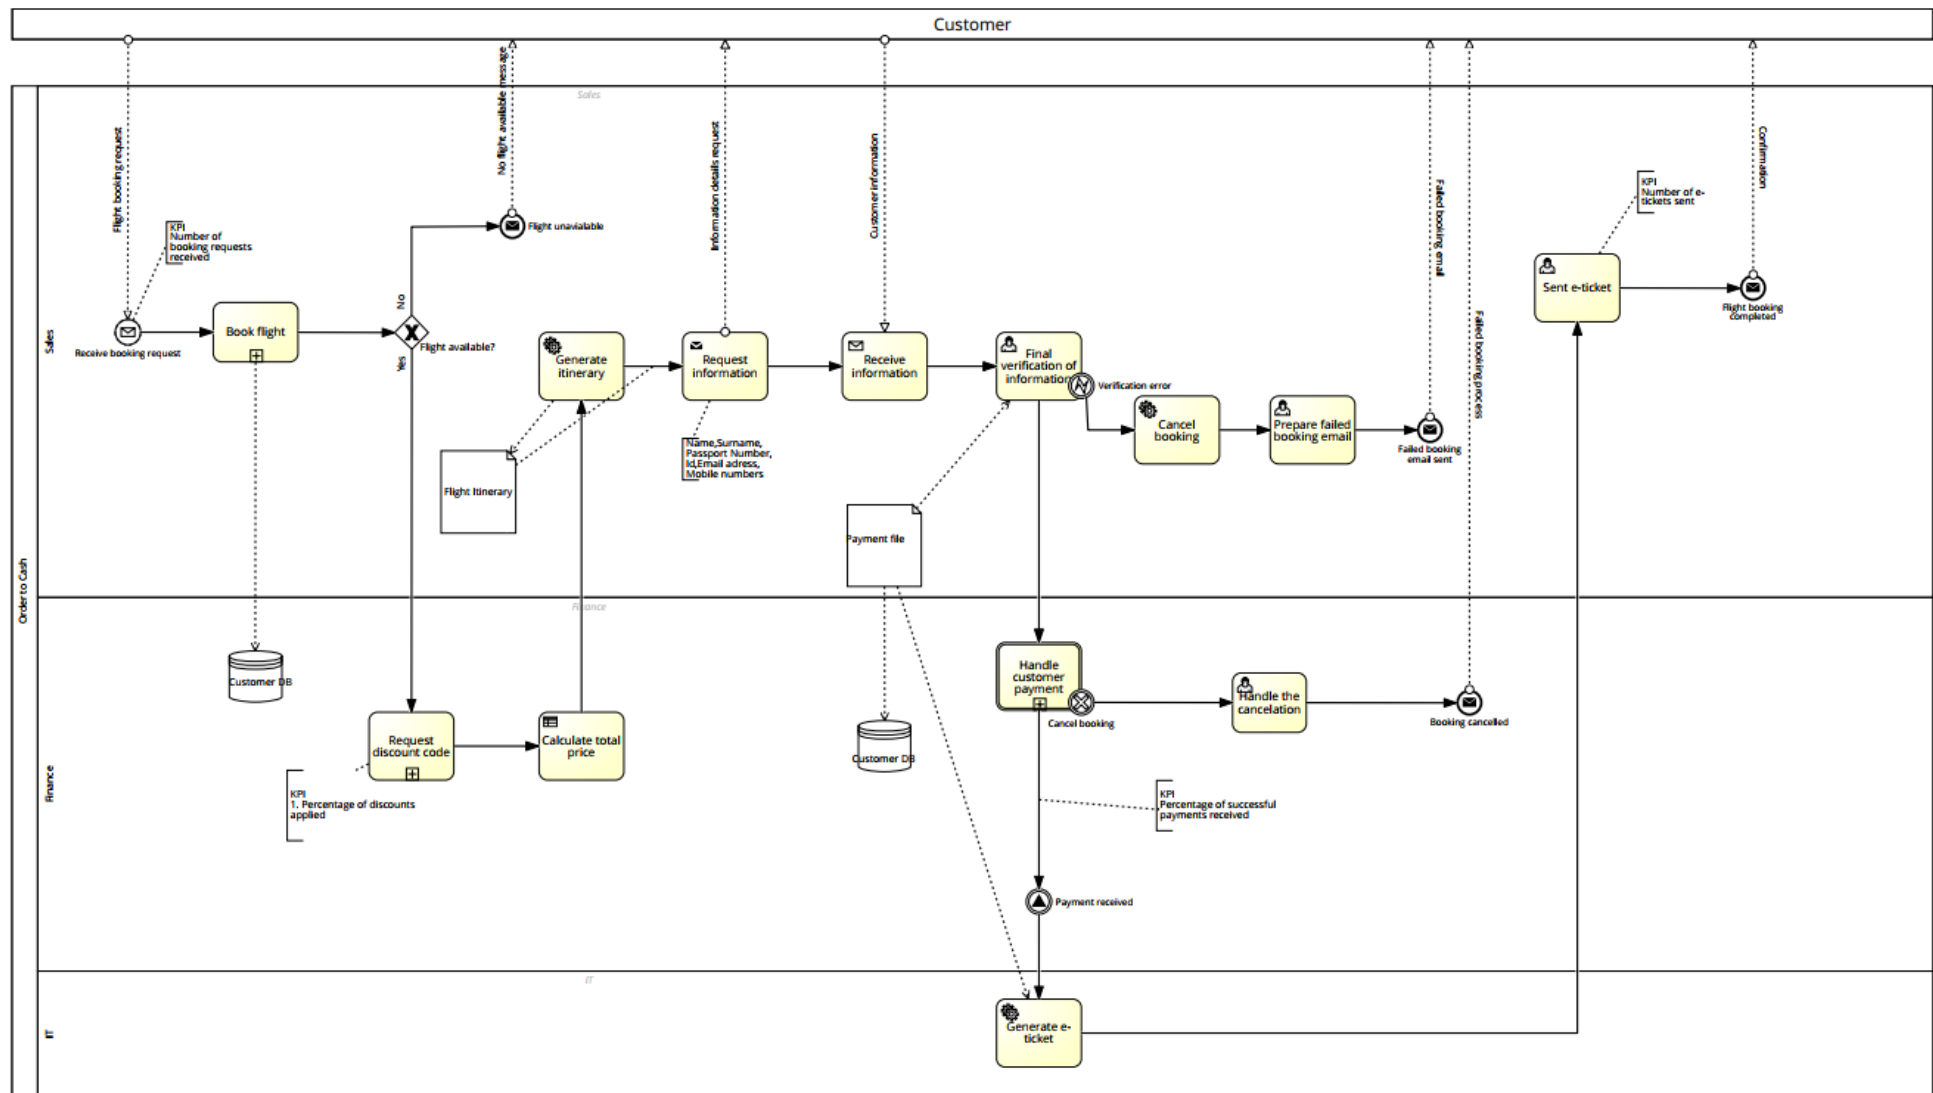 Customer
Sales
Flight booking request
No flight available message
Information details request
Customer information
Failed booking email
Failed booking process
Confirmation
KPI
Number of
booking requests
received
KPI
Number of e-
tickets sent
Flight unavialable
Sales
Receive booking request
Book flight
No
Flight available?
Yes
Generate
itinerary
Request
information
Receive
information
Final
verification of
information
Verification error
Sent e-ticket
Flight booking
completed
Cancel
booking
Prepare failed
booking email
Failed booking
email sent
Name,Surname,
Passport Number,
Id,Email adress,
Mobile numbers
Flight Itinerary
Payment file
Order to Cash
Finance
Finance
Customer DB
Request
discount code
Calculate total
price
KPI
1. Percentage of discounts
applied
Customer DB
Handle
customer
payment
Cancel booking
Handle the
cancelation
Booking cancelled
KPI
Percentage of successful
payments received
Payment received
IT
IT
Generate e-
ticket